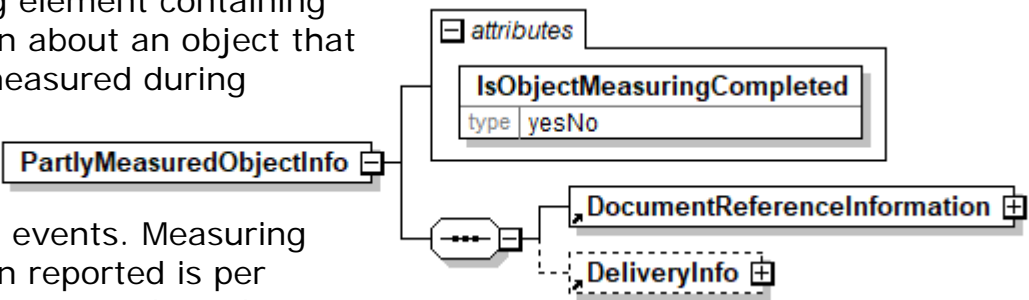 g element containing
n about an object that
neasured during
attributes
IsObjectMeasuringCompleted
type yesNo
PartlyMeasuredObjectInfo
events. Measuring
n reported is per
DocumentReferenceInformation
DeliveryInfo